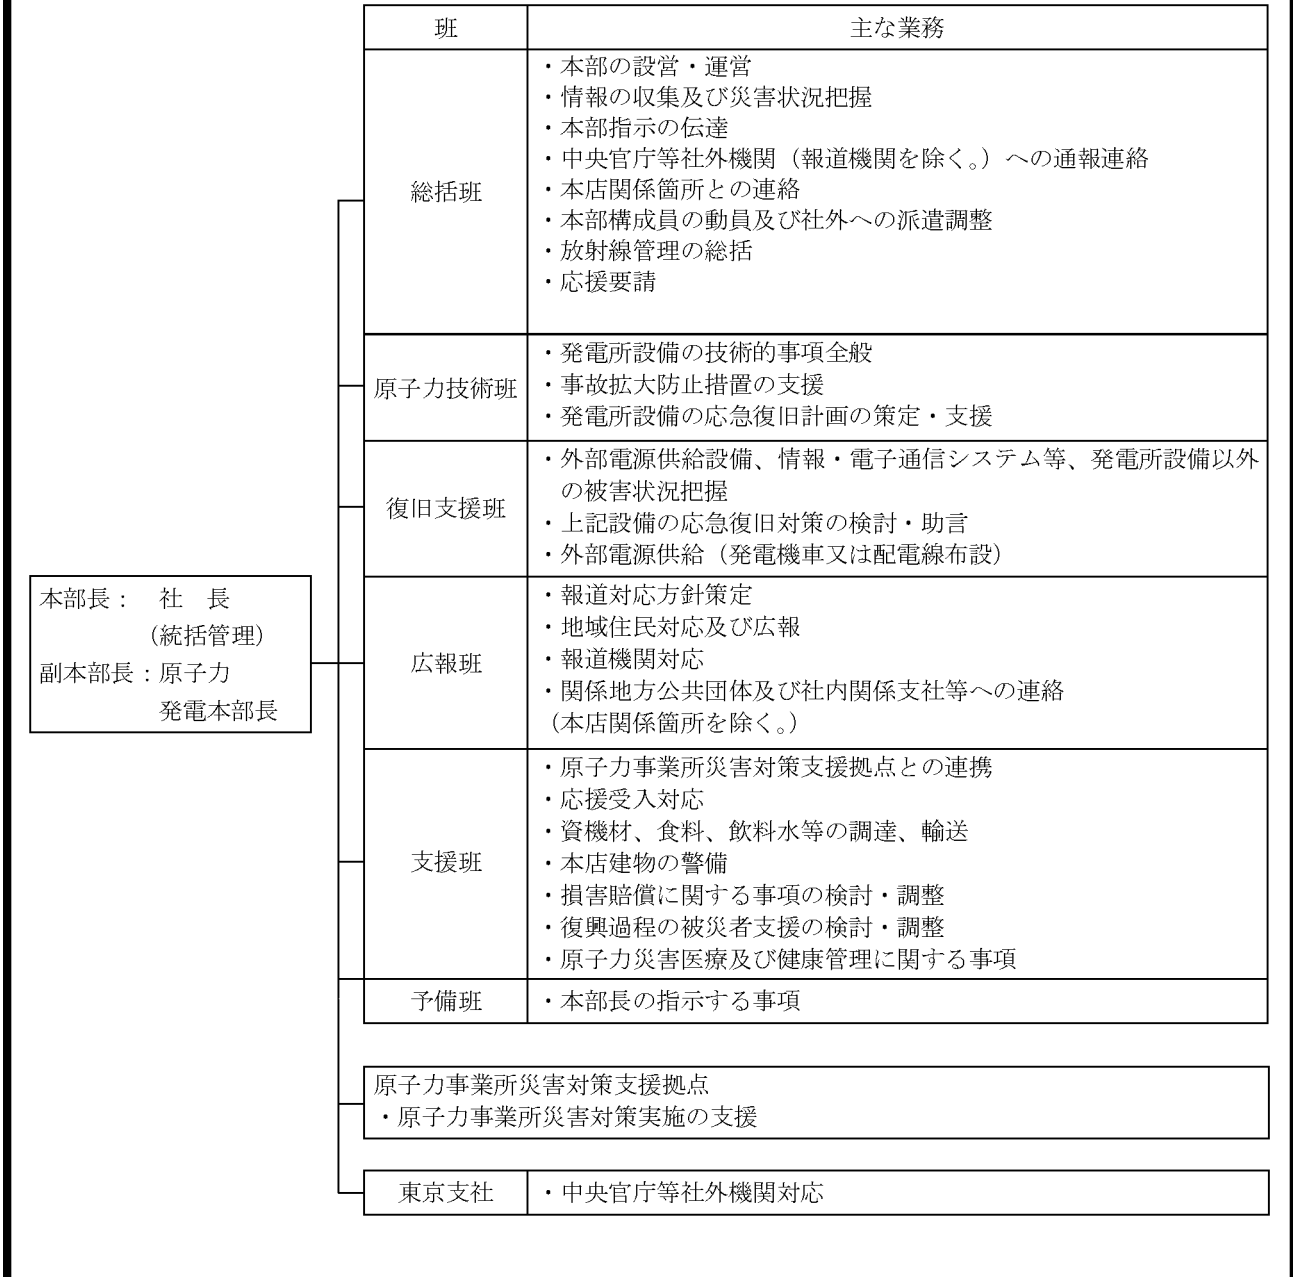 班 主な業務
総括班
・本部の設営・運営
・情報の収集及び災害状況把握
・本部指示の伝達
・中央官庁等社外機関（報道機関を除く。）への通報連絡
・本店関係箇所との連絡
・本部構成員の動員及び社外への派遣調整
・放射線管理の総括
・応援要請
原子力技術班
・発電所設備の技術的事項全般
・事故拡大防止措置の支援
・発電所設備の応急復旧計画の策定・支援
復旧支援班
・外部電源供給設備、情報・電子通信システム等、発電所設備以外
の被害状況把握
・上記設備の応急復旧対策の検討・助言
・外部電源供給（発電機車又は配電線布設）
本部長： 社 長
（統括管理）
副本部長：原子力
発電本部長
広報班
・報道対応方針策定
・地域住民対応及び広報
・報道機関対応
・関係地方公共団体及び社内関係支社等への連絡
（本店関係箇所を除く。）
支援班
・原子力事業所災害対策支援拠点との連携
・応援受入対応
・資機材、食料、飲料水等の調達、輸送
・本店建物の警備
・損害賠償に関する事項の検討・調整
・復興過程の被災者支援の検討・調整
・原子力災害医療及び健康管理に関する事項
予備班 ・本部長の指示する事項
原子力事業所災害対策支援拠点
・原子力事業所災害対策実施の支援
東京支社 ・中央官庁等社外機関対応